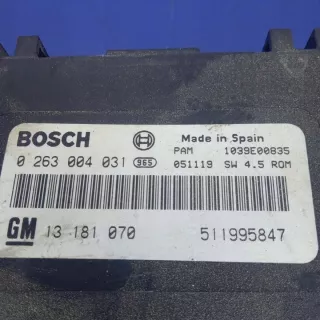 BOSCH
Made in Spain
0 263 004 031 965
PAM 1039E00835
051119 SW 4.5 ROM
GM 13 181 070
511995847